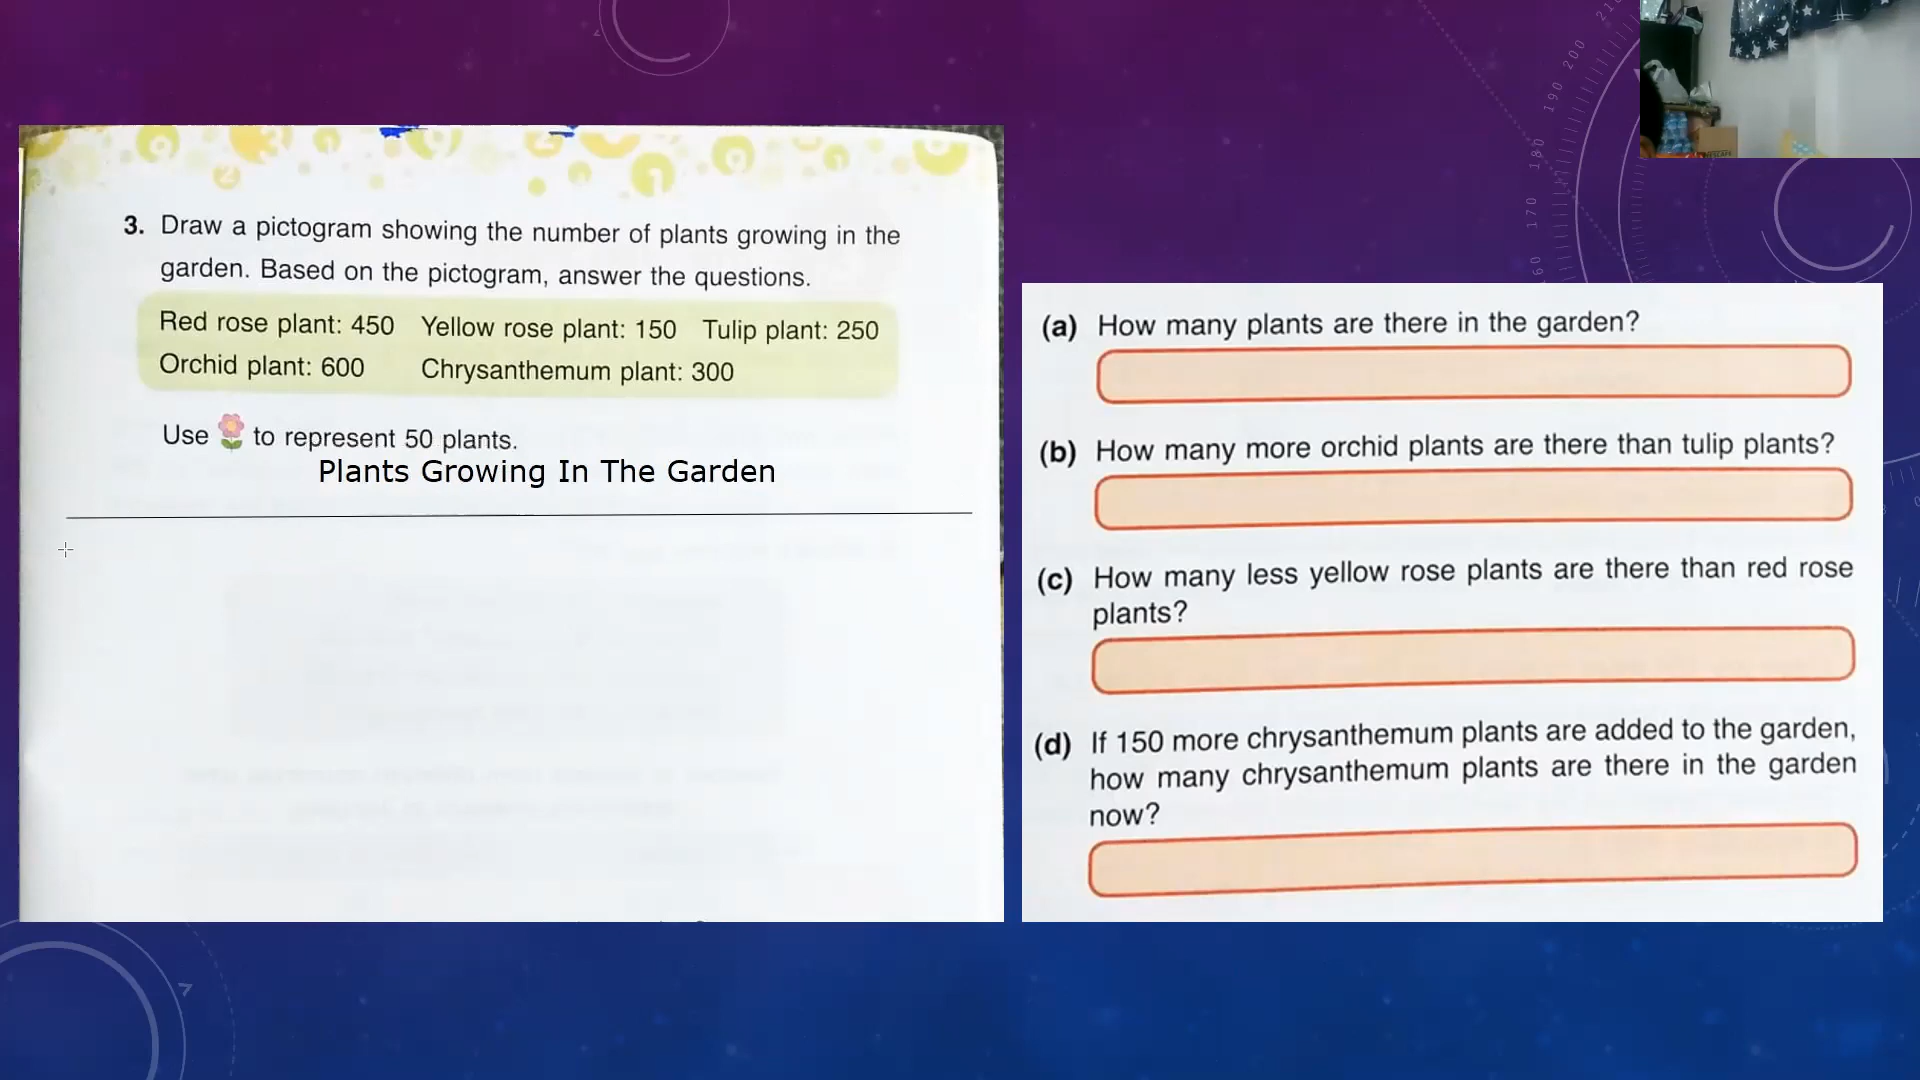 3. Draw a pictogram showing the number of plants growing in the
garden. Based on the pictogram, answer the questions.
Red rose plant: 450 Yellow rose plant: 150 Tulip plant: 250
Orchid plant: 600 Chrysanthemum plant: 300
Use to represent 50 plants.
Plants Growing In The Garden
(a) How many plants are there in the garden?
(b) How many more orchid plants are there than tulip plants?
(c) How many less yellow rose plants are there than red rose
plants?
(d) If 150 more chrysanthemum plants are added to the garden,
how many chrysanthemum plants are there in the garden
now?
200
190
180
170